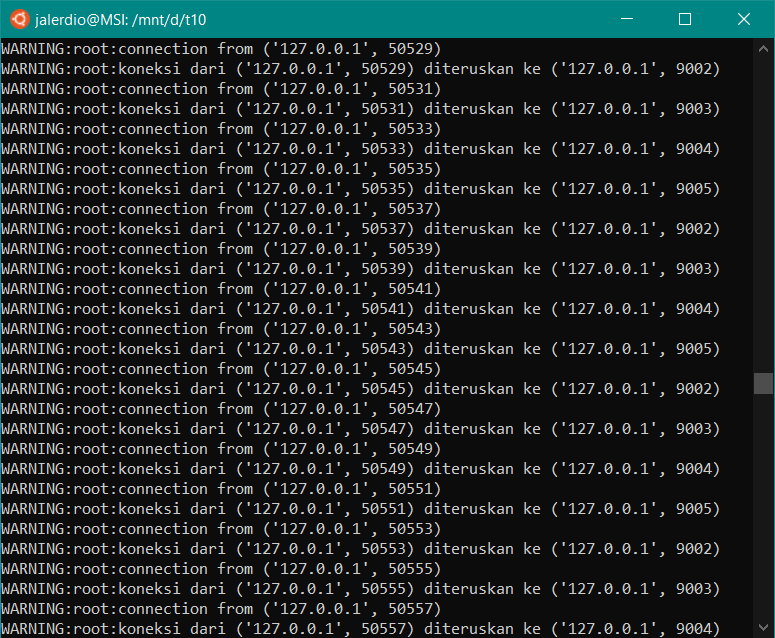 jalerdio@MSI: /mnt/d/t10
WARNING:root:connection from ('127.0.0.1', 50529)
WARNING:root:koneksi dari ('127.0.0.1', 50529) diteruskan ke ('127.0.0.1', 9002)
WARNING:root:connection from ('127.0.0.1', 50531)
WARNING:root:koneksi dari ('127.0.0.1', 50531) diteruskan ke ('127.0.0.1', 9003)
WARNING:root:connection from ('127.0.0.1', 50533)
WARNING:root:koneksi dari ('127.0.0.1', 50533) diteruskan ke ('127.0.0.1', 9004)
WARNING:root:connection from ('127.0.0.1', 50535)
WARNING:root:koneksi dari ('127.0.0.1', 50535) diteruskan ke ('127.0.0.1', 9005)
WARNING:root:connection from ('127.0.0.1', 50537)
WARNING:root:koneksi dari ('127.0.0.1', 50537) diteruskan ke ('127.0.0.1', 9002)
WARNING:root:connection from ('127.0.0.1', 50539)
WARNING:root:koneksi dari ('127.0.0.1', 50539) diteruskan ke ('127.0.0.1', 9003)
WARNING:root:connection from ('127.0.0.1', 50541)
WARNING:root:koneksi dari ('127.0.0.1', 50541) diteruskan ke ('127.0.0.1', 9004)
WARNING:root:connection from ('127.0.0.1', 50543)
WARNING:root:koneksi dari ('127.0.0.1', 50543) diteruskan ke ('127.0.0.1', 9005)
WARNING:root:connection from ('127.0.0.1', 50545)
WARNING:root:koneksi dari ('127.0.0.1', 50545) diteruskan ke ('127.0.0.1', 9002)
WARNING:root:connection from ('127.0.0.1', 50547)
WARNING:root:koneksi dari ('127.0.0.1', 50547) diteruskan ke ('127.0.0.1', 9003)
WARNING:root:connection from ('127.0.0.1', 50549)
WARNING:root:koneksi dari ('127.0.0.1', 50549) diteruskan ke ('127.0.0.1', 9004)
WARNING:root:connection from ('127.0.0.1', 50551)
WARNING:root:koneksi dari ('127.0.0.1', 50551) diteruskan ke ('127.0.0.1', 9005)
WARNING:root:connection from ('127.0.0.1', 50553)
WARNING:root:koneksi dari ('127.0.0.1', 50553) diteruskan ke ('127.0.0.1', 9002)
WARNING:root:connection from ('127.0.0.1', 50555)
WARNING:root:koneksi dari ('127.0.0.1', 50555) diteruskan ke ('127.0.0.1', 9003)
WARNING:root:connection from ('127.0.0.1', 50557)
WARNING:root:koneksi dari ('127.0.0.1', 50557) diteruskan ke ('127.0.0.1', 9004)